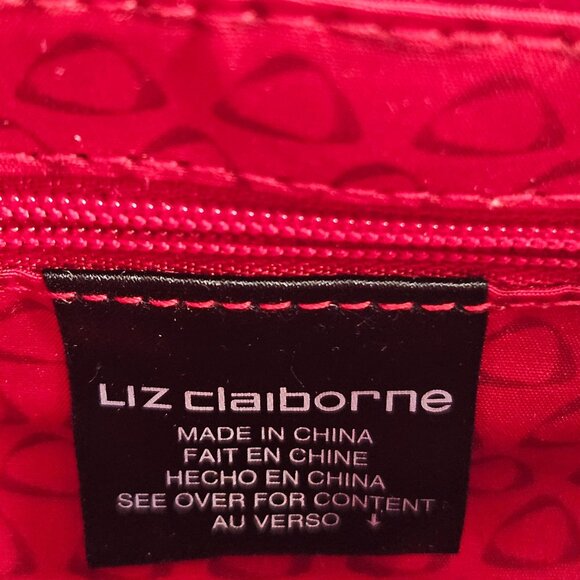 LIZ claiborne
MADE IN CHINA
FAIT EN CHINE
HECHO EN CHINA
SEE OVER FOR CONTENT
AU VERSO ↓